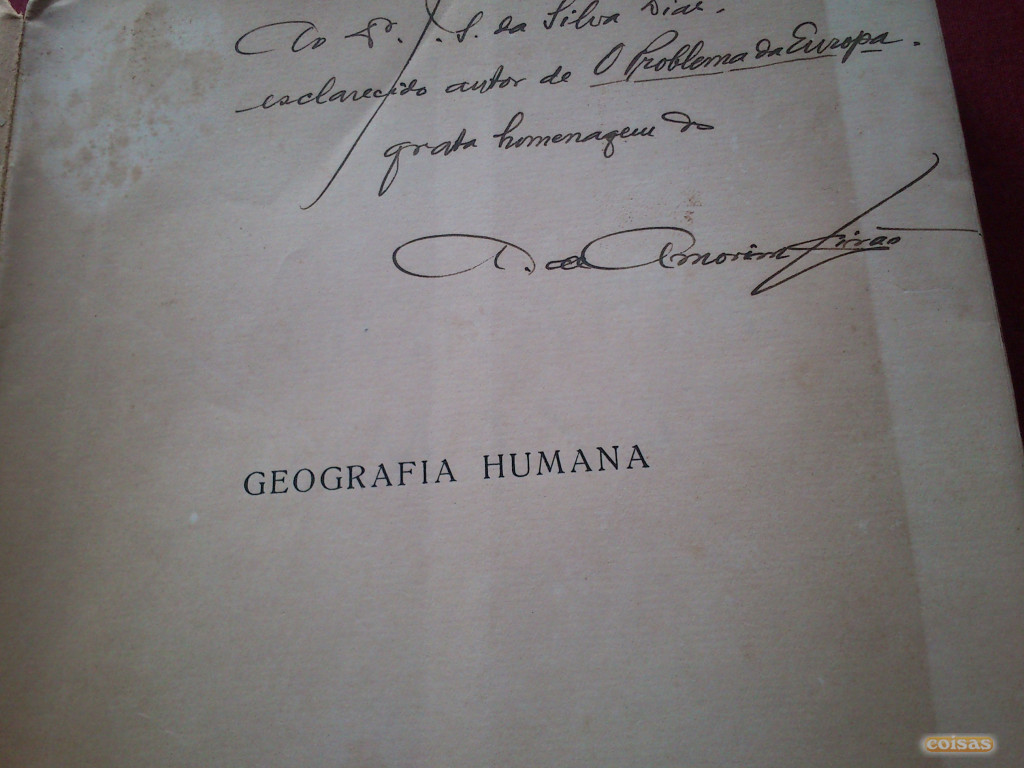 Ao Dr. J. S. da Silva Dias.
esclarecido autor de O Problema da Europa.
grata homenagem do
A. de Amorim Girão
GEOGRAFIA HUMANA
coisas